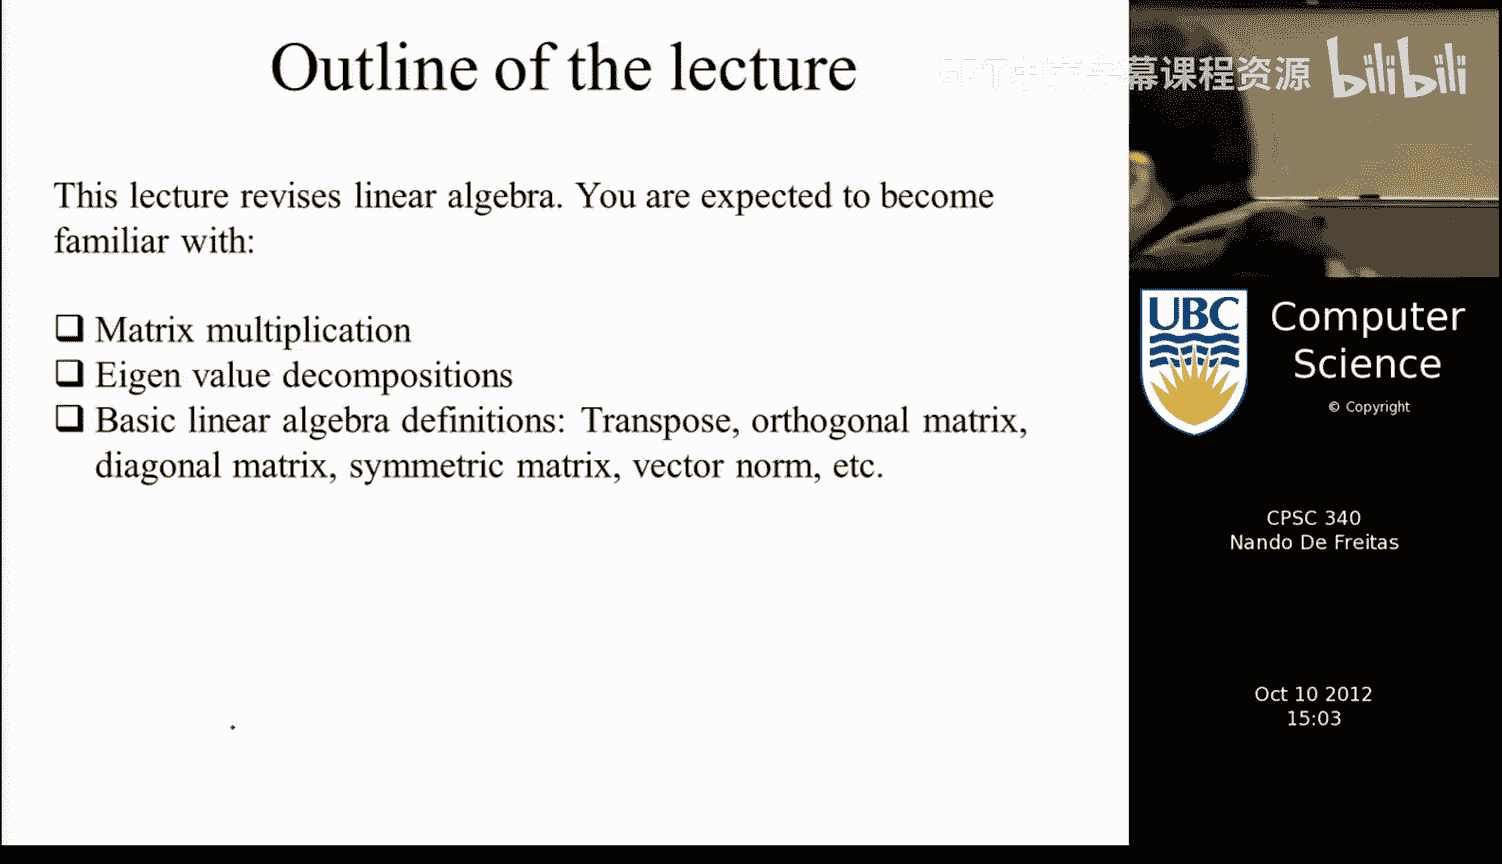 Outline of the lecture
幕课程资源 bilibili
This lecture revises linear algebra. You are expected to become
familiar with:
❑ Matrix multiplication
❑ Eigen value decompositions
❑ Basic linear algebra definitions: Transpose, orthogonal matrix,
diagonal matrix, symmetric matrix, vector norm, etc.
UBC
Computer
Science
© Copyright
CPSC 340
Nando De Freitas
Oct 10 2012
15:03